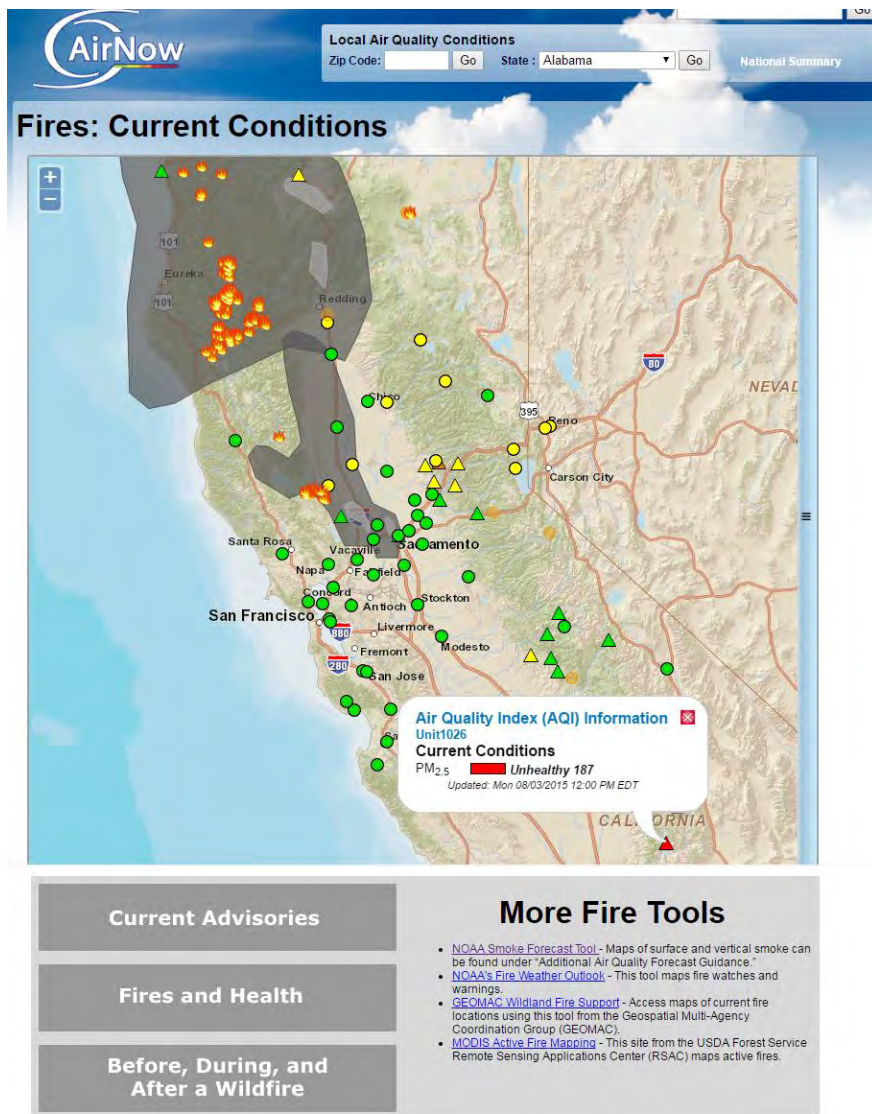 Go
AirNow
Local Air Quality Conditions
Zip Code: Go State : Alabama Go National Summary
Fires: Current Conditions
+
−
101
Eureka
101
Redding
80
NEVAD
Chico
395
Reno
Carson City
Santa Rosa
Vacaville
Sacramento
Napa
Fairfield
Concord
Antioch
Stockton
San Francisco
880
Livermore
Modesto
Fremont
280
San Jose
Sa
Air Quality Index (AQI) Information
Unit1026
Current Conditions
PM2.5 Unhealthy 187
Updated: Mon 08/03/2015 12:00 PM EDT
CALIFORNIA
Current Advisories
Fires and Health
Before, During, and
After a Wildfire
More Fire Tools
• NOAA Smoke Forecast Tool - Maps of surface and vertical smoke can
be found under "Additional Air Quality Forecast Guidance."
• NOAA's Fire Weather Outlook - This tool maps fire watches and
warnings.
• GEOMAC Wildland Fire Support - Access maps of current fire
locations using this tool from the Geospatial Multi-Agency
Coordination Group (GEOMAC).
• MODIS Active Fire Mapping - This site from the USDA Forest Service
Remote Sensing Applications Center (RSAC) maps active fires.